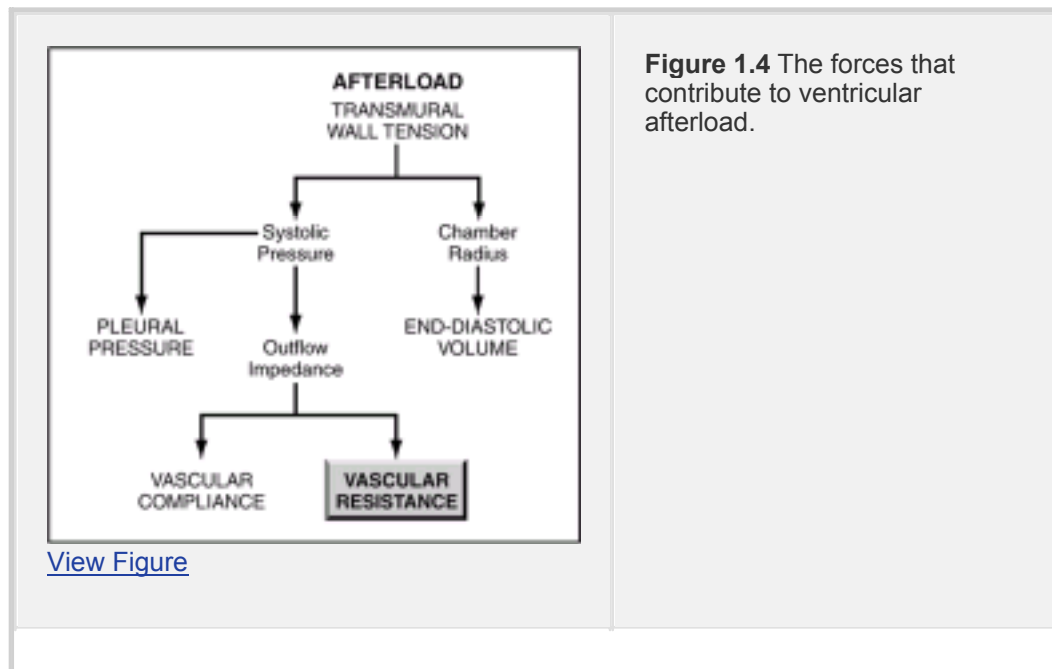 AFTERLOAD
TRANSMURAL
WALL TENSION
Systolic
Pressure
Chamber
Radius
PLEURAL
PRESSURE
Outflow
Impedance
END-DIASTOLIC
VOLUME
VASCULAR
COMPLIANCE
VASCULAR
RESISTANCE
View Figure
Figure 1.4 The forces that
contribute to ventricular
afterload.